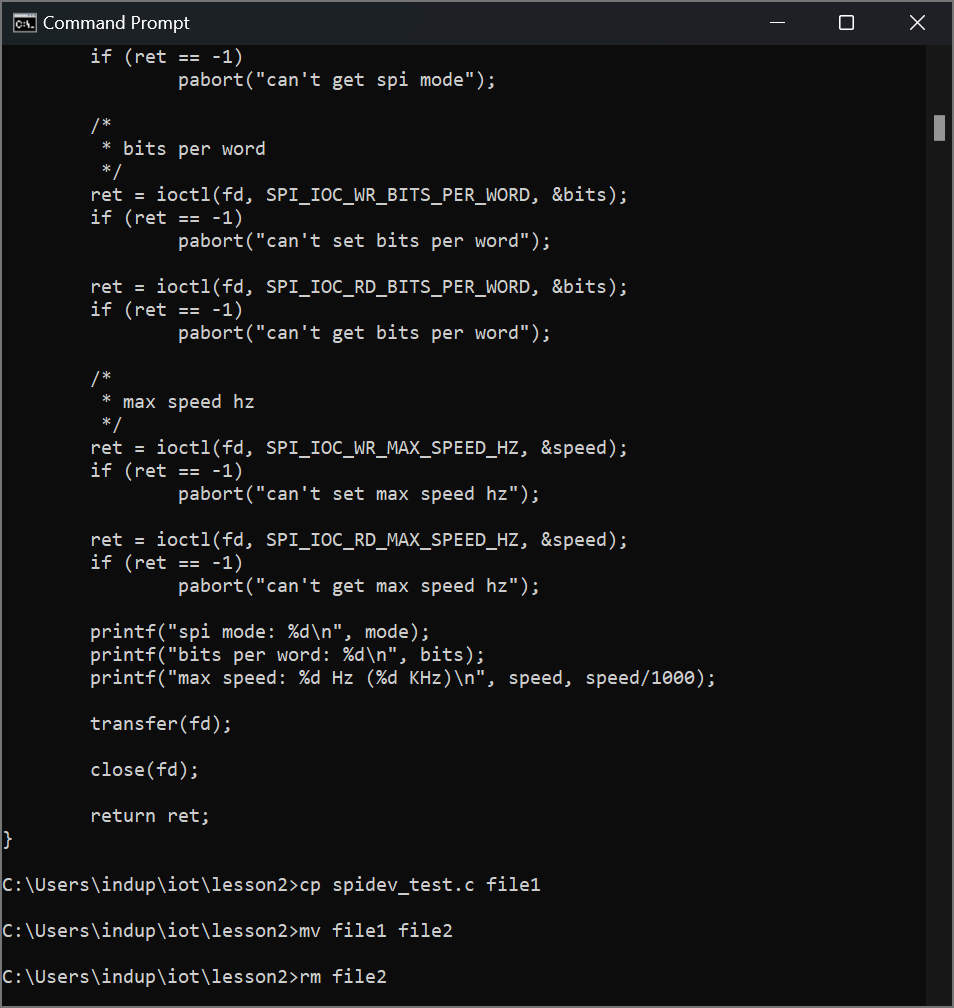 Command Prompt
if (ret == -1)
pabort("can't get spi mode");
/*
* bits per word
*/
ret = ioctl(fd, SPI_IOC_WR_BITS_PER_WORD, &bits);
if (ret == -1)
pabort("can't set bits per word");
ret = ioctl(fd, SPI_IOC_RD_BITS_PER_WORD, &bits);
if (ret == -1)
pabort("can't get bits per word");
/*
* max speed hz
*/
ret = ioctl(fd, SPI_IOC_WR_MAX_SPEED_HZ, &speed);
if (ret == -1)
pabort("can't set max speed hz");
ret = ioctl(fd, SPI_IOC_RD_MAX_SPEED_HZ, &speed);
if (ret == -1)
pabort("can't get max speed hz");
printf("spi mode: %d\n", mode);
printf("bits per word: %d\n", bits);
printf("max speed: %d Hz (%d KHz)\n", speed, speed/1000);
transfer(fd);
close(fd);
return ret;
}
C:\Users\indup\iot\lesson2>cp spidev_test.c file1
C:\Users\indup\iot\lesson2>mv file1 file2
C:\Users\indup\iot\lesson2>rm file2